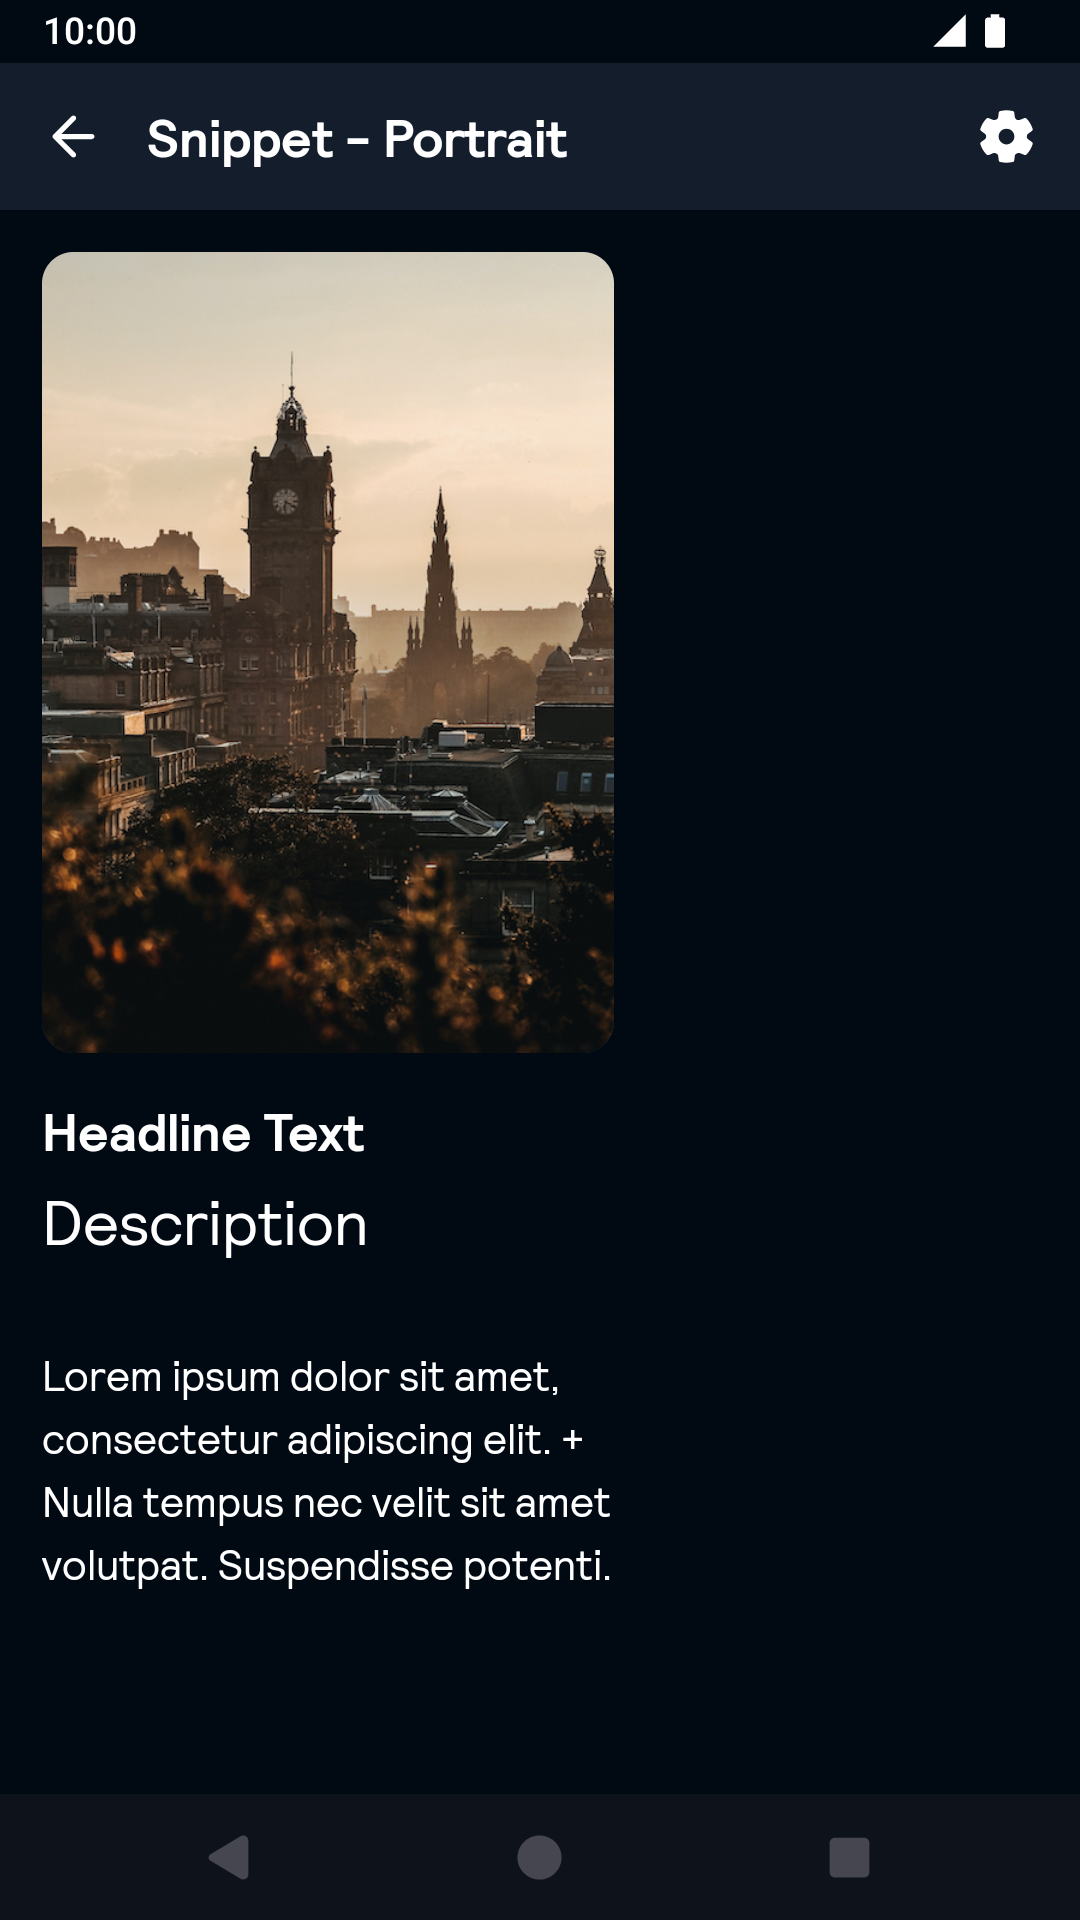 10:00
Snippet - Portrait
Headline Text
Description
Lorem ipsum dolor sit amet,
consectetur adipiscing elit. +
Nulla tempus nec velit sit amet
volutpat. Suspendisse potenti.